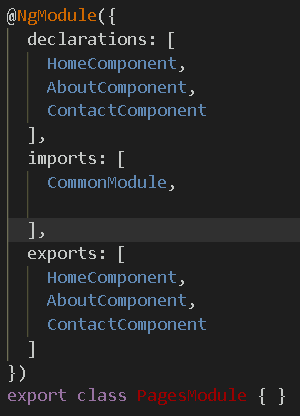 @NgModule({
declarations: [
HomeComponent,
AboutComponent,
ContactComponent
],
imports: [
CommonModule,
],
exports: [
HomeComponent,
AboutComponent,
ContactComponent
]
})
export class PagesModule { }